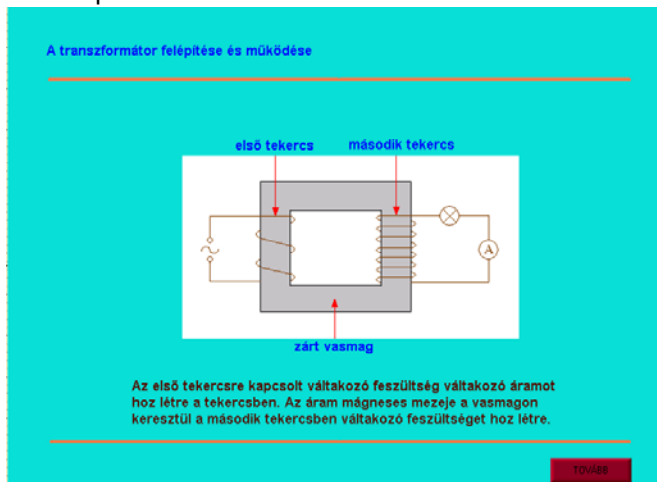 A transzformátor felépítése és működése
első tekercs
második tekercs
A
zárt vasmag
Az első tekercsre kapcsolt váltakozó feszültség váltakozó áramot
hoz létre a tekercsben. Az áram mágneses mezeje a vasmagon
keresztül a második tekercsben váltakozó feszültséget hoz létre.
TOVÁBB